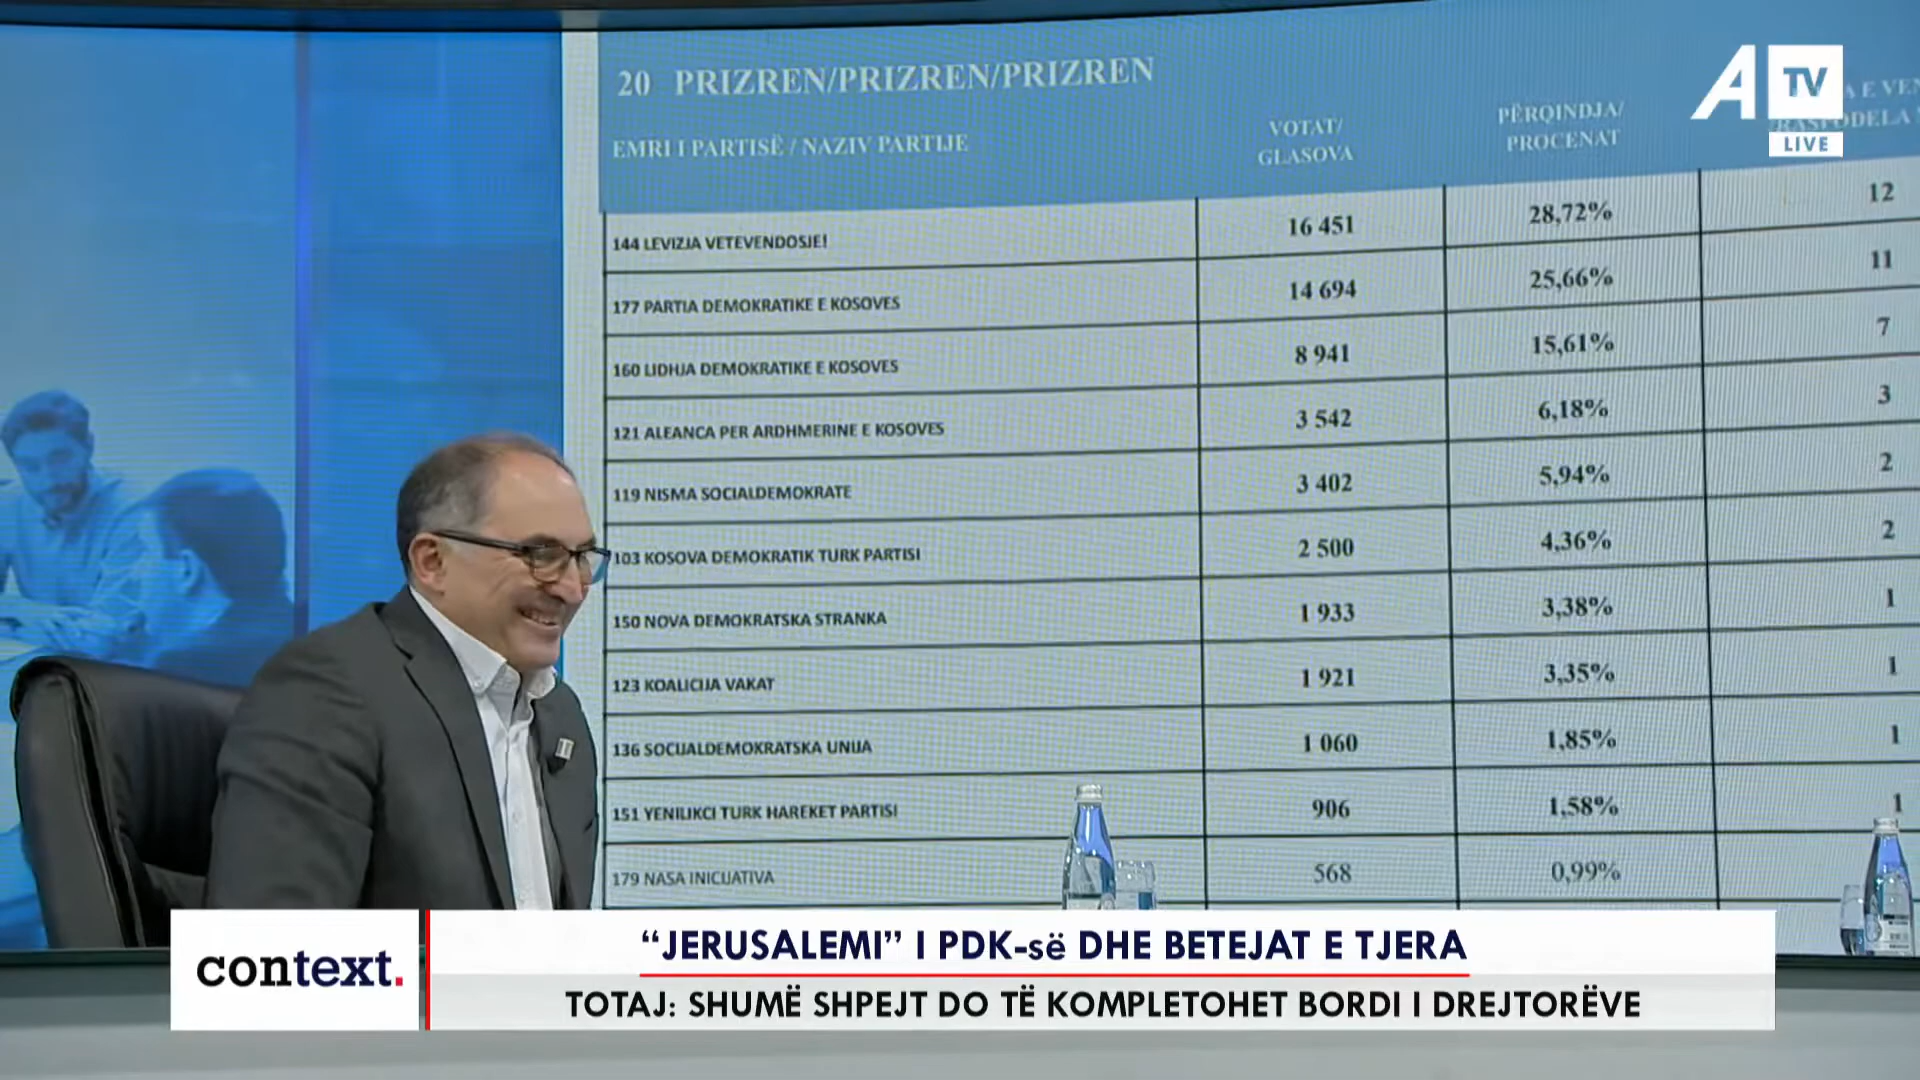 20 PRIZREN/PRIZREN/PRIZREN
EMRI I PARTISË / NAZIV PARTIJE
VOTAT/
GLASOVA
PËRQINDJA/
PROCENAT
A TV
LIVE
144 LEVIZJA VETEVENDOSJE! 16 451 28,72% 12
177 PARTIA DEMOKRATIKE E KOSOVES 14 694 25,66% 11
160 LIDHJA DEMOKRATIKE E KOSOVES 8 941 15,61% 7
121 ALEANCA PER ARDHMERINE E KOSOVES 3 542 6,18% 3
119 NISMA SOCIALDEMOKRATE 3 402 5,94% 2
103 KOSOVA DEMOKRATIK TURK PARTISI 2 500 4,36% 2
150 NOVA DEMOKRATSKA STRANKA 1 933 3,38% 1
123 KOALICIJA VAKAT 1 921 3,35% 1
136 SOCIJALDEMOKRATSKA UNIJA 1 060 1,85% 1
151 YENILIKCI TURK HAREKET PARTISI 906 1,58% 1
179 NASA INICIJATIVA 568 0,99%
context.
“JERUSALEMI” I PDK-së DHE BETEJAT E TJERA
TOTAJ: SHUMË SHPEJT DO TË KOMPLETOHET BORDI I DREJTORËVE